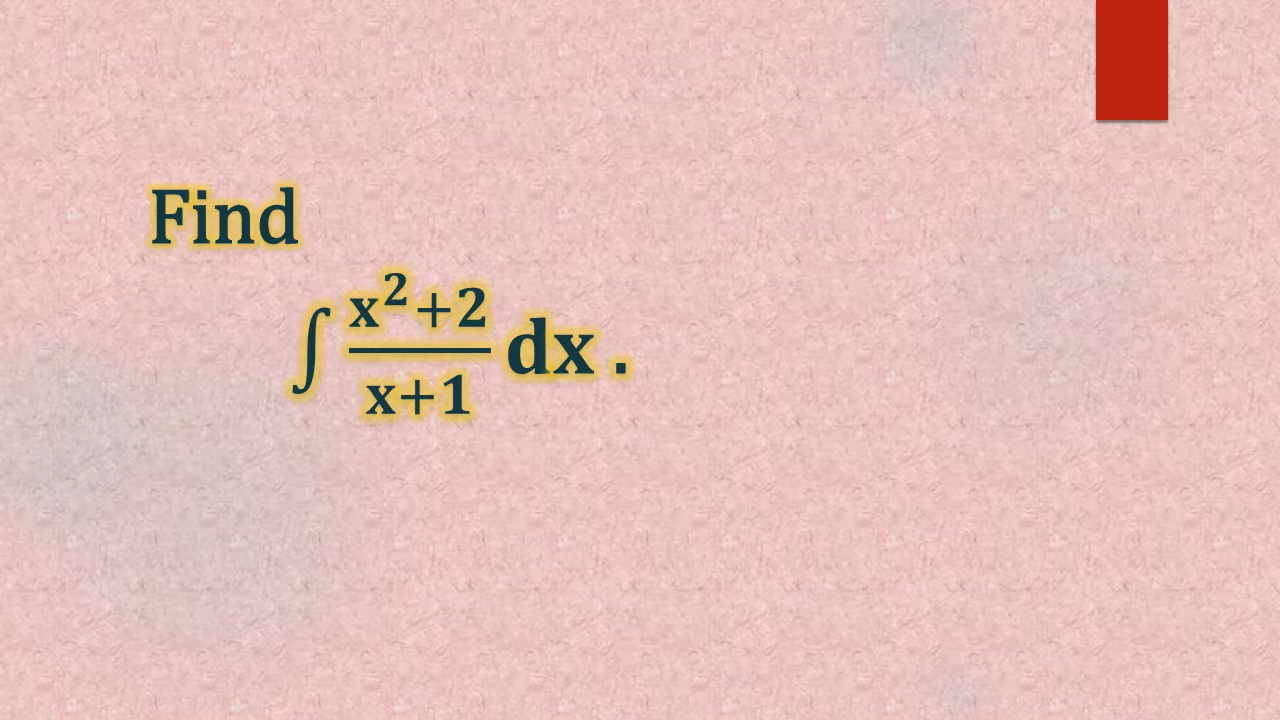 Find
∫ x²+2 / x+1 dx .